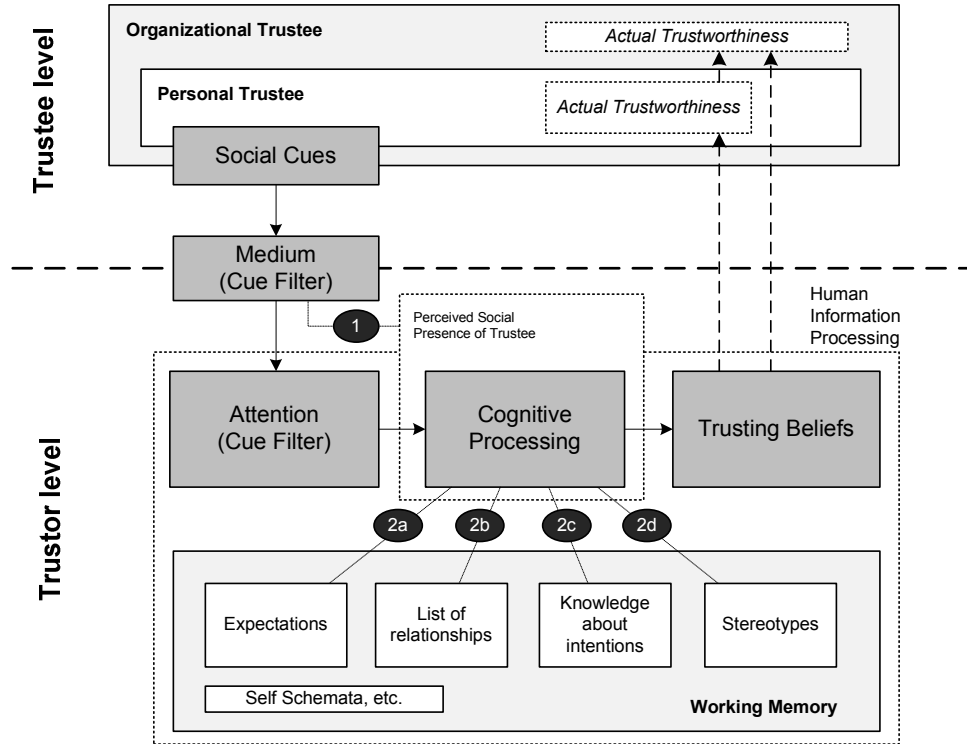 Trustee level
Organizational Trustee
Actual Trustworthiness
Personal Trustee
Actual Trustworthiness
Social Cues
Medium
(Cue Filter)
1
Perceived Social
Presence of Trustee
Human
Information
Processing
Trustor level
Attention
(Cue Filter)
Cognitive
Processing
Trusting Beliefs
2a
2b
2c
2d
Expectations
List of
relationships
Knowledge
about
intentions
Stereotypes
Self Schemata, etc.
Working Memory